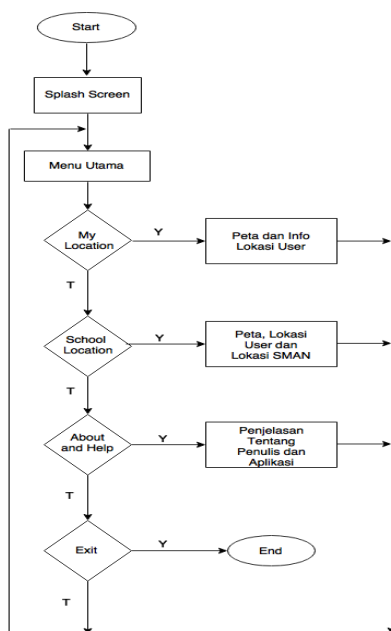 Start
Splash Screen
Menu Utama
My
Location
Y
Peta dan Info
Lokasi User
T
School
Location
Y
Peta, Lokasi
User dan
Lokasi SMAN
T
About
and Help
Y
Penjelasan
Tentang
Penulis dan
Aplikasi
T
Exit
Y
End
T